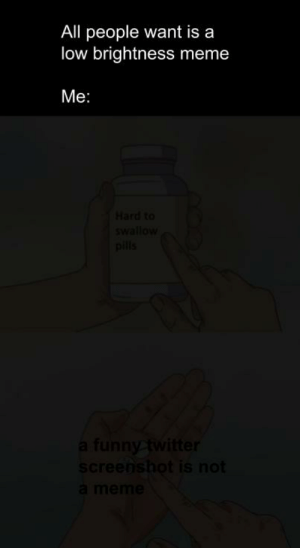 All people want is a
low brightness meme
Me:
Hard to
swallow
pills
a funny twitter
screenshot is not
a meme